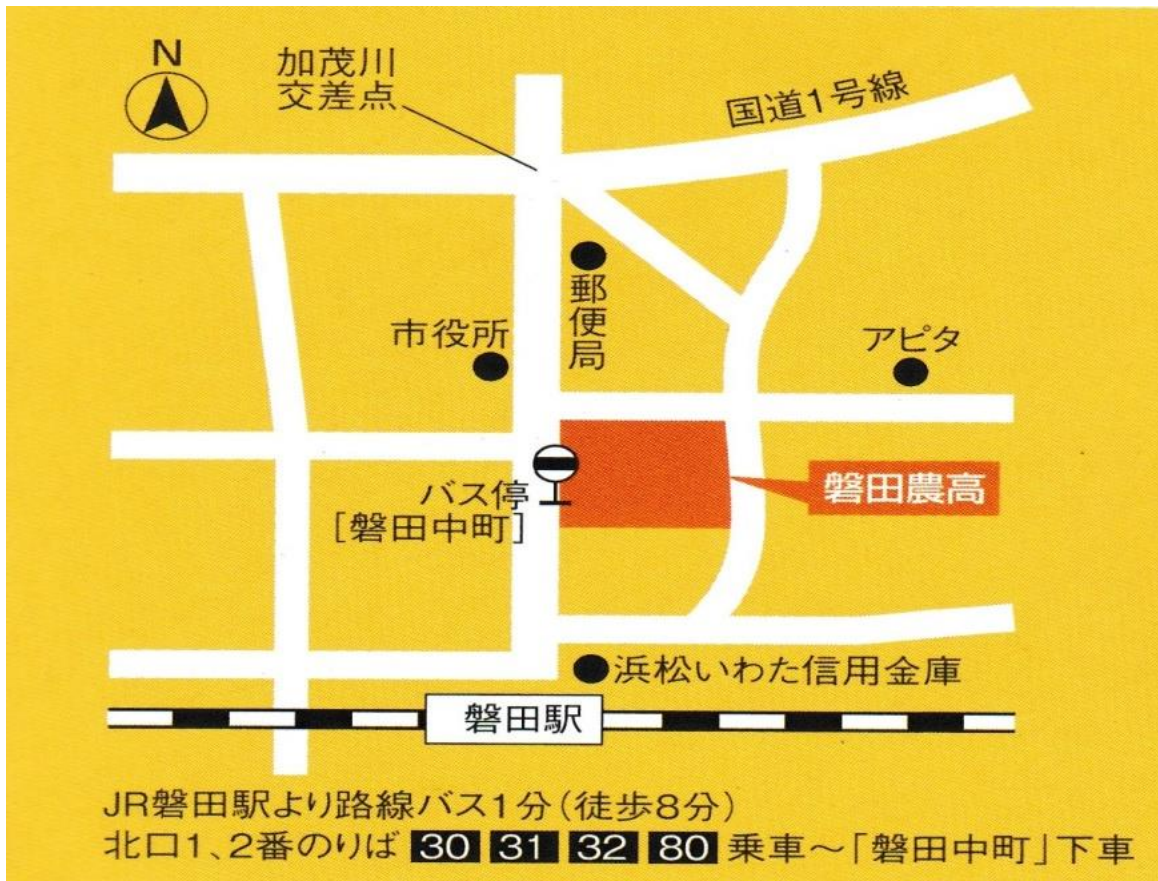 N
加茂川
交差点
国道1号線
郵便局
市役所
アピタ
バス停
[磐田中町]
磐田農高
浜松いわた信用金庫
磐田駅
JR磐田駅より路線バス1分(徒歩8分)
北口1、2番のりば 30 31 32 80 乗車~「磐田中町」下車